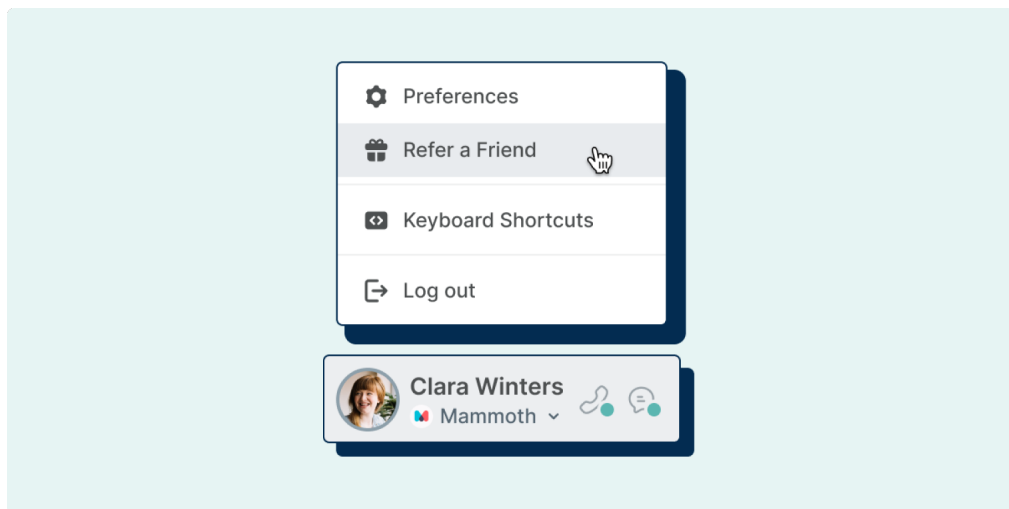 Preferences
Refer a Friend
Keyboard Shortcuts
Log out
Clara Winters
Mammoth